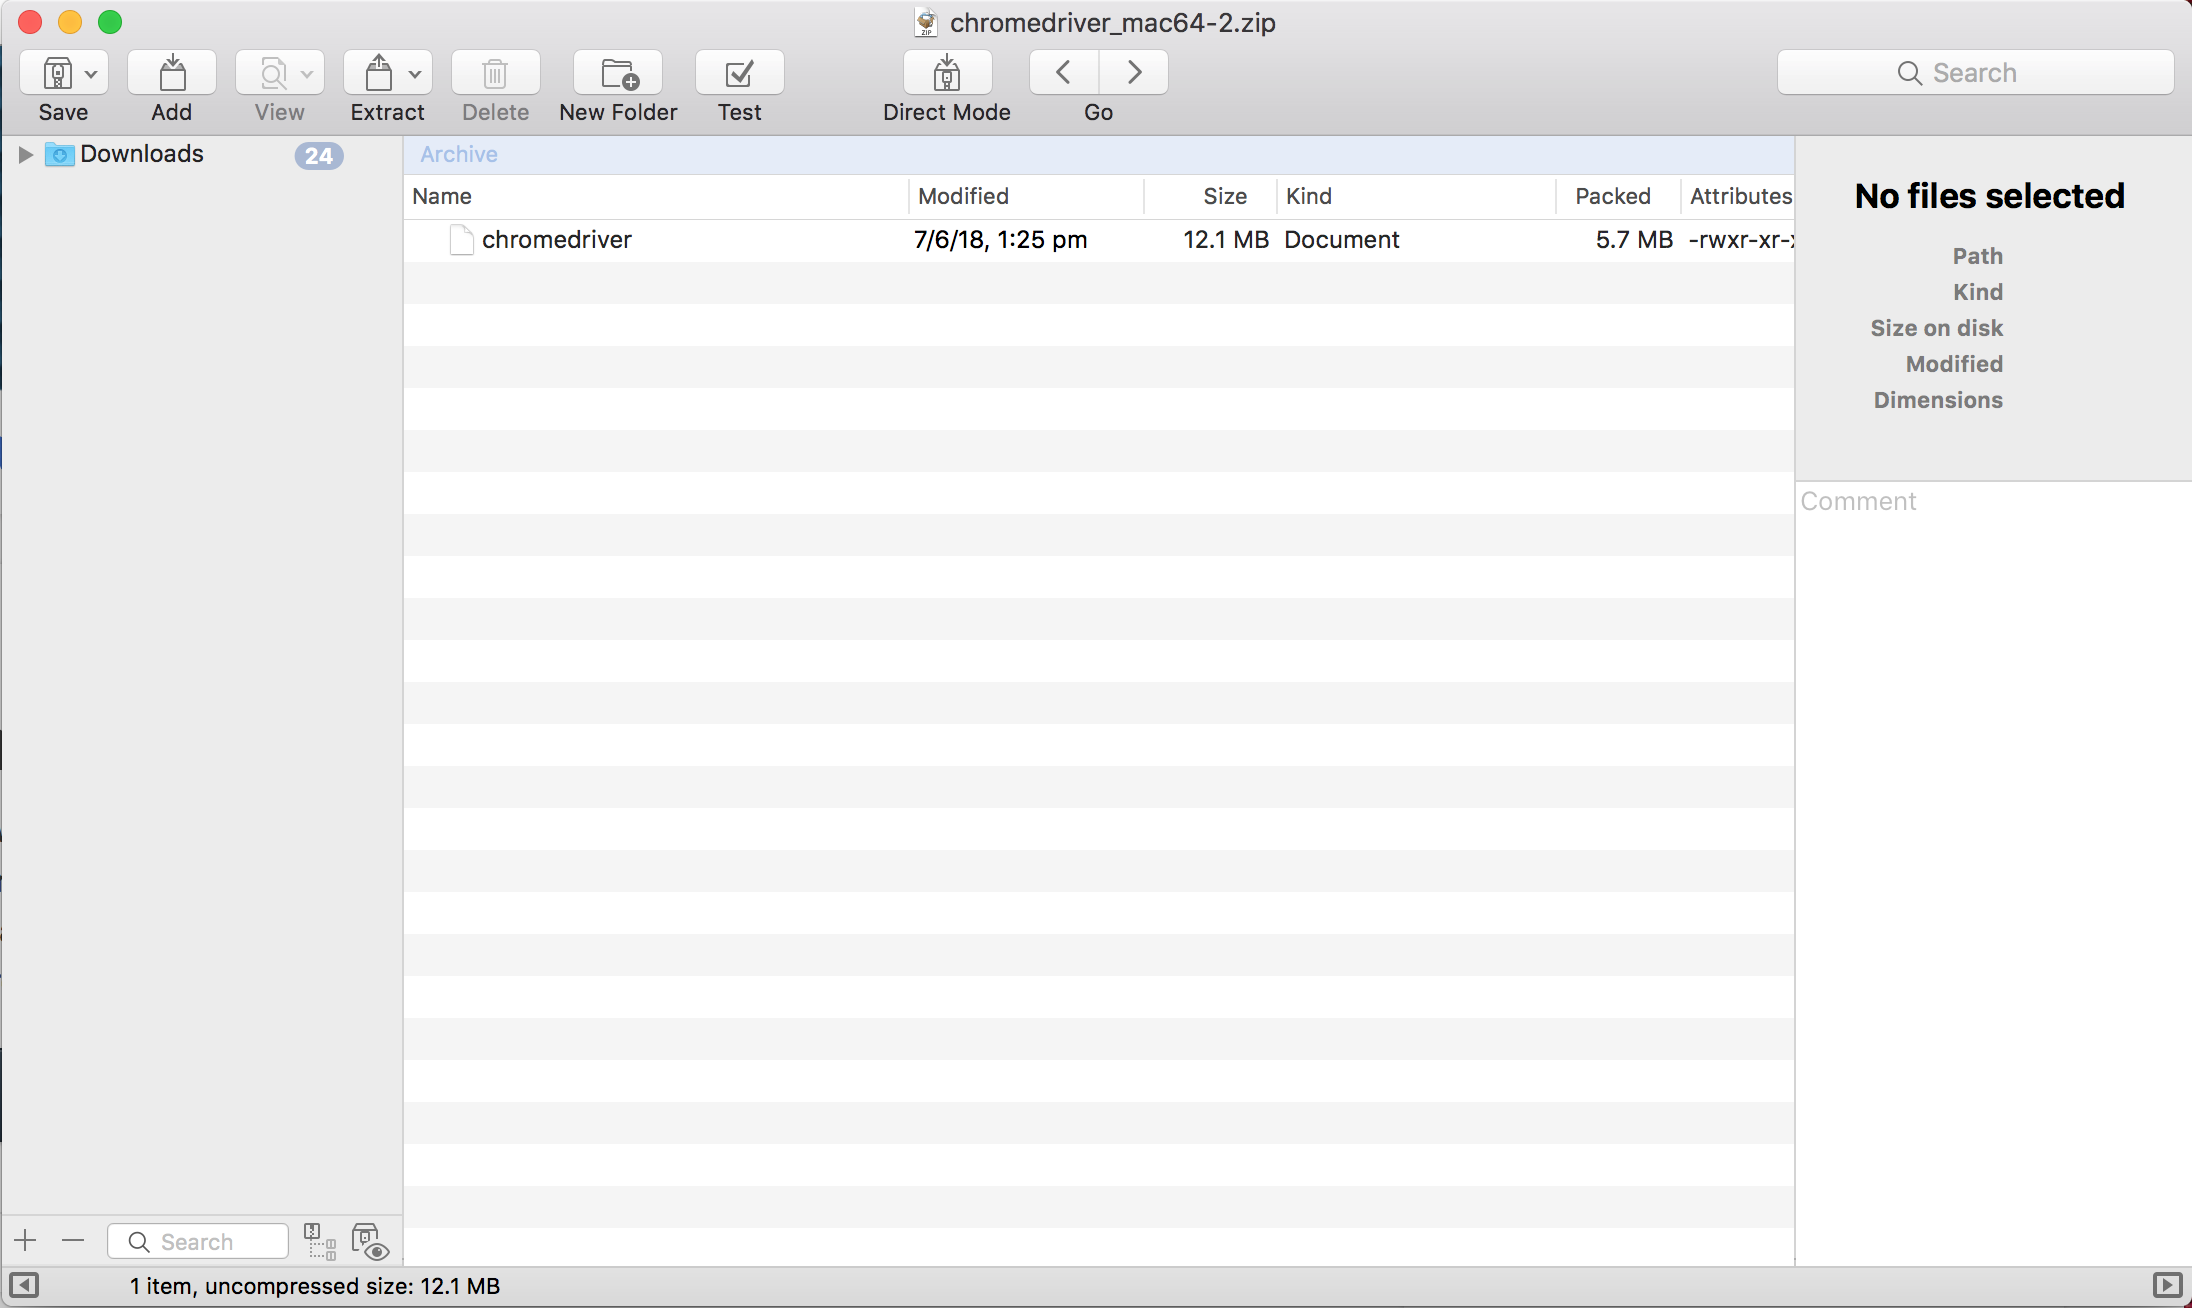 chromedriver_mac64-2.zip
Save Add View Extract Delete New Folder Test Direct Mode Go Search
Downloads 24
Archive
Name Modified Size Kind Packed Attributes
chromedriver 7/6/18, 1:25 pm 12.1 MB Document 5.7 MB -rwxr-xr-x
No files selected
Path
Kind
Size on disk
Modified
Dimensions
Comment
Search
1 item, uncompressed size: 12.1 MB